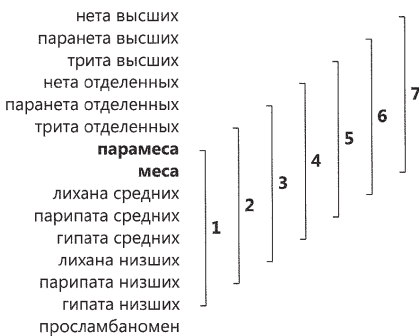 нета высших
паранета высших
трита высших
нета отделенных
паранета отделенных
трита отделенных
парамеса
меса
лихана средних
парипата средних
гипата средних
лихана низших
парипата низших
гипата низших
просламбаномен
1
2
3
4
5
6
7